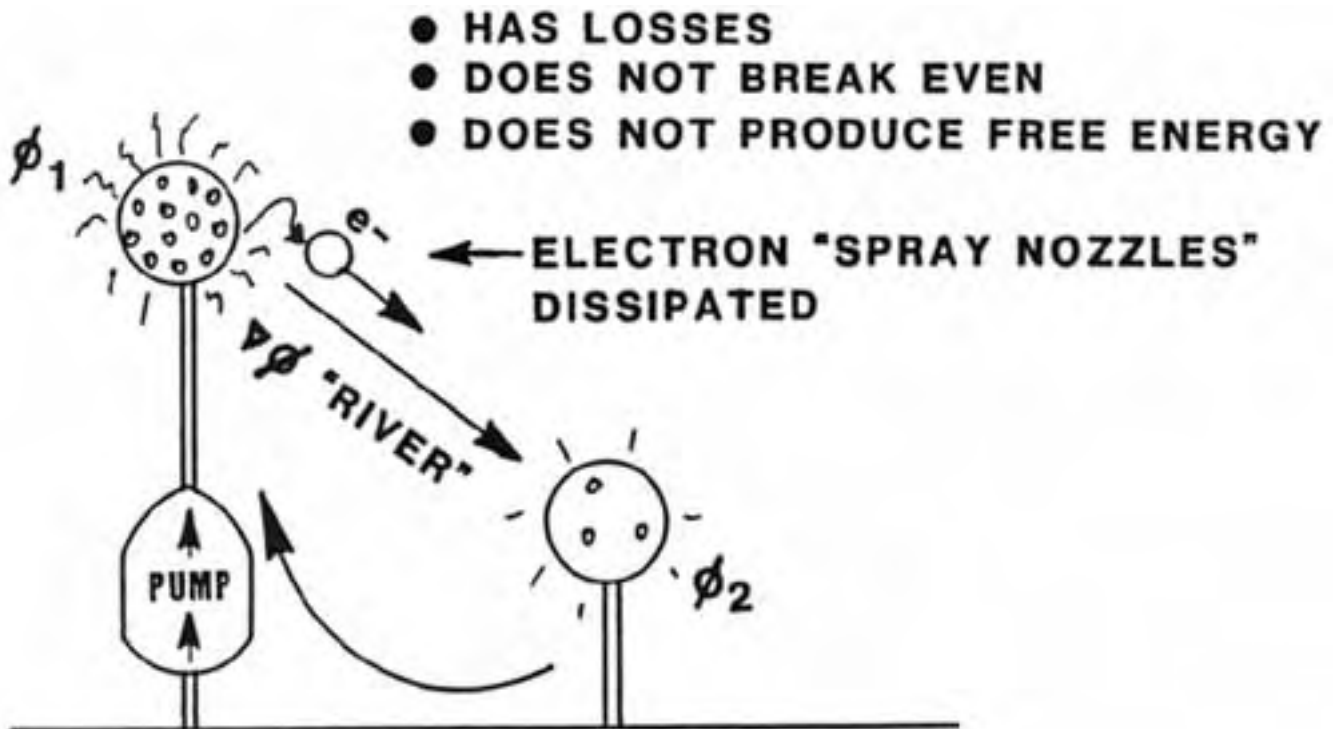 ● HAS LOSSES
● DOES NOT BREAK EVEN
● DOES NOT PRODUCE FREE ENERGY
ϕ1
e-
ELECTRON "SPRAY NOZZLES"
DISSIPATED
∇ϕ "RIVER"
PUMP
ϕ2